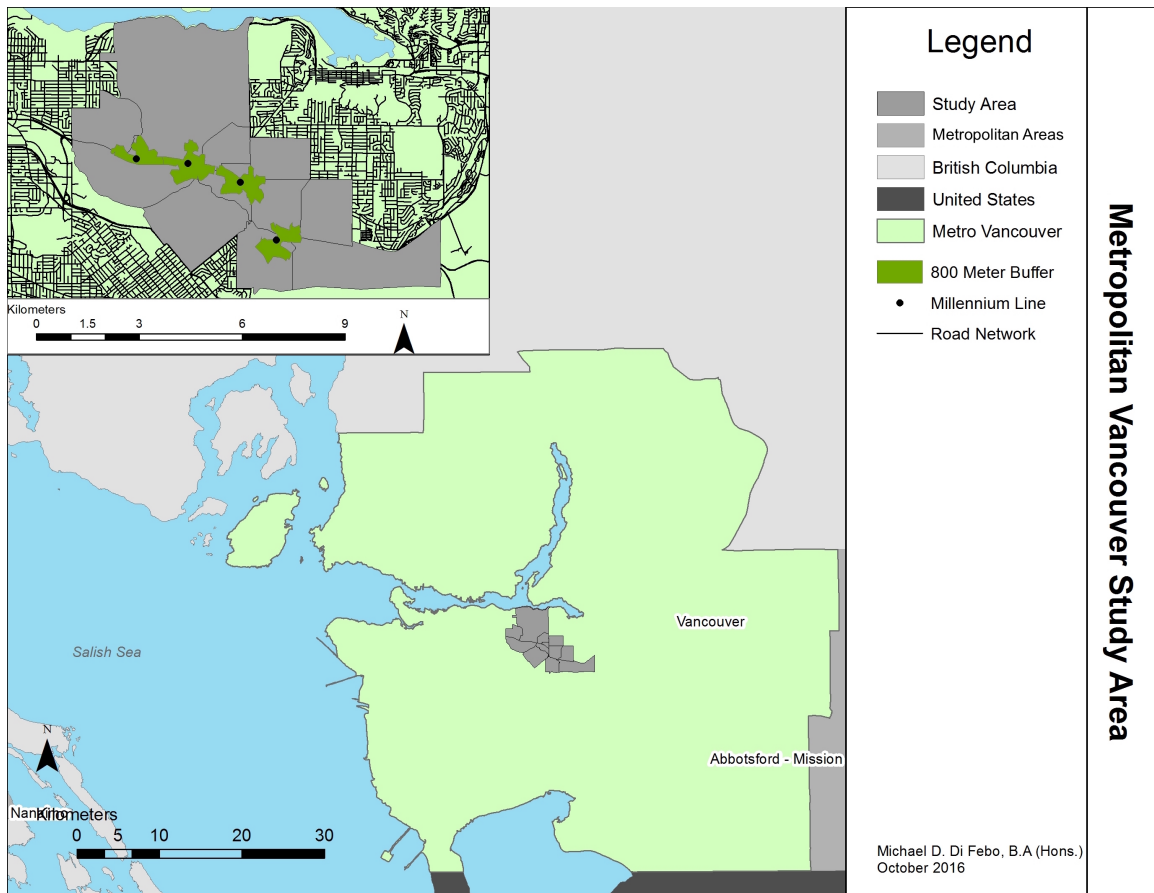 Kilometers
0 1.5 3 6 9
N
Legend
Study Area
Metropolitan Areas
British Columbia
United States
Metro Vancouver
800 Meter Buffer
Millennium Line
Road Network
Metropolitan Vancouver Study Area
Vancouver
Salish Sea
N
Abbotsford - Mission
Kilometers
0 5 10 20 30
Michael D. Di Febo, B.A (Hons.)
October 2016